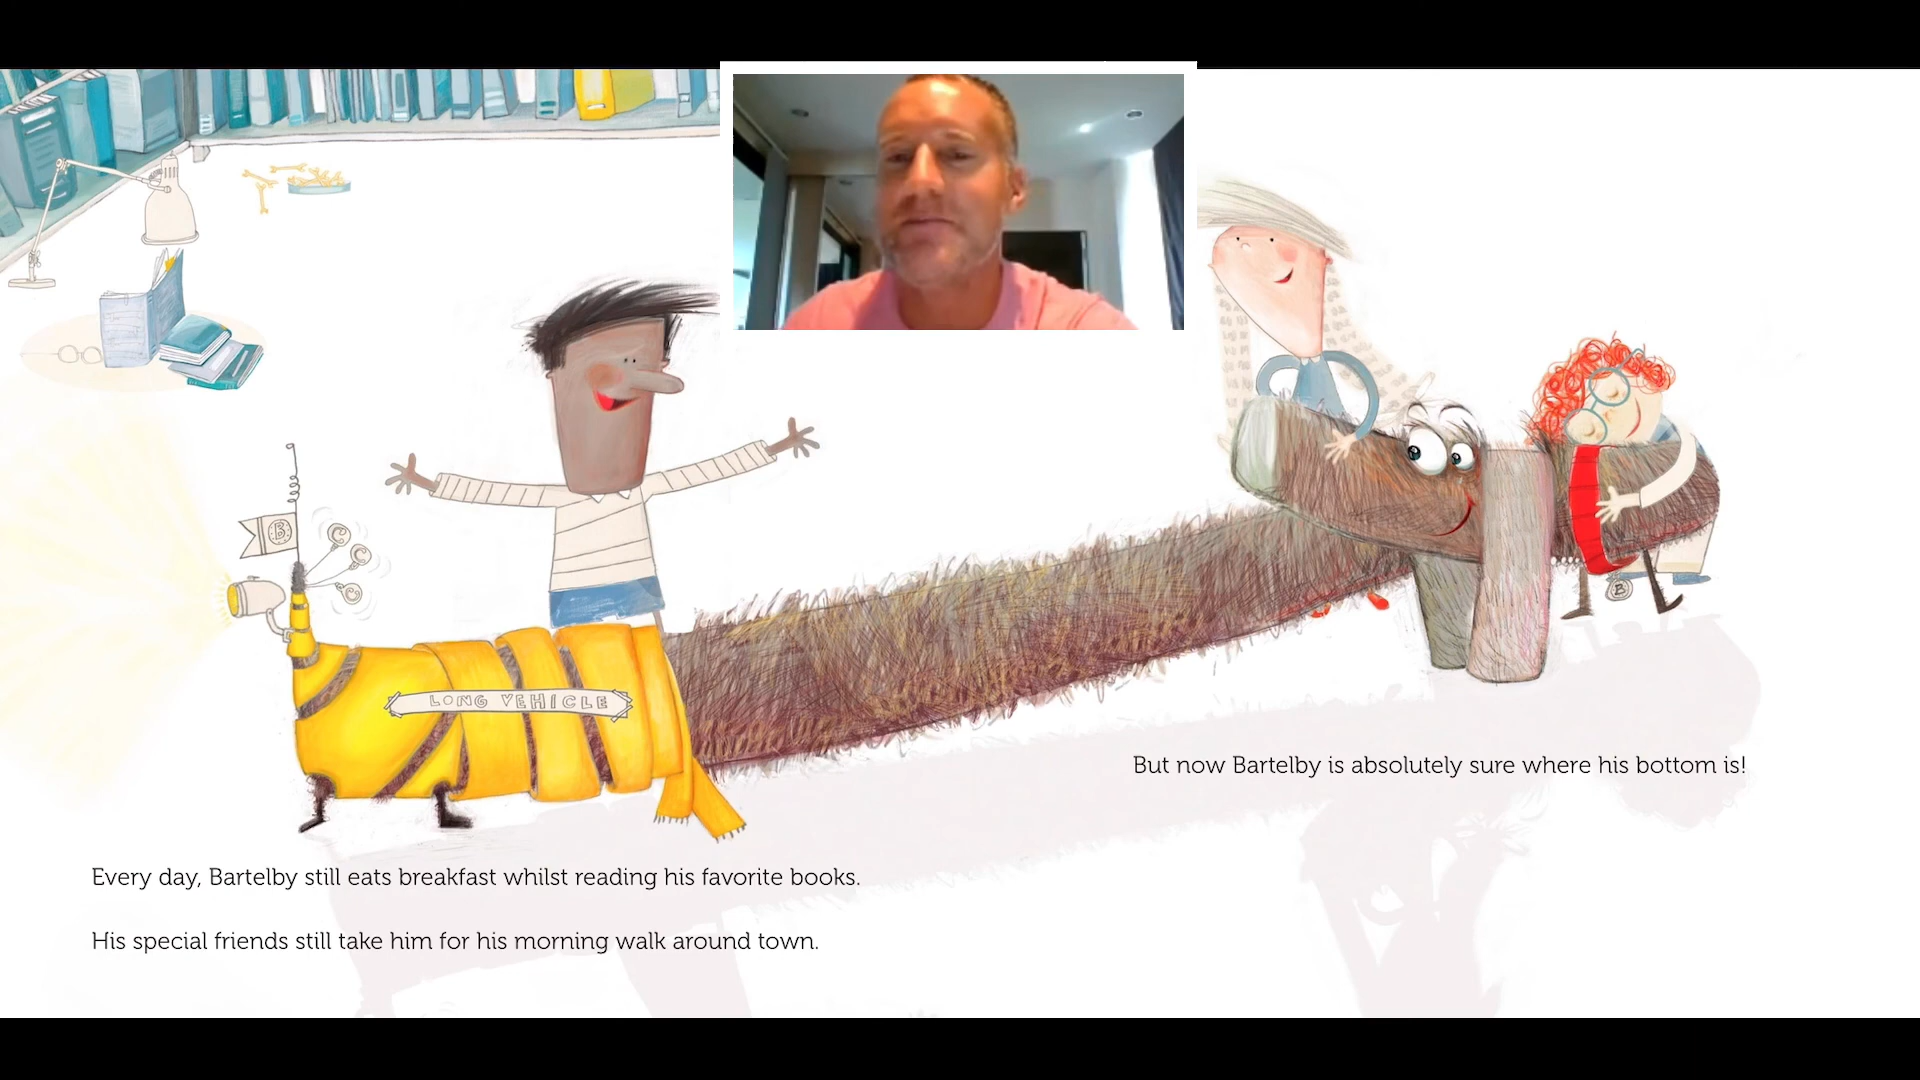 B
C
C
C
LONG VEHICLE
B
But now Bartelby is absolutely sure where his bottom is!
Every day, Bartelby still eats breakfast whilst reading his favorite books.
His special friends still take him for his morning walk around town.